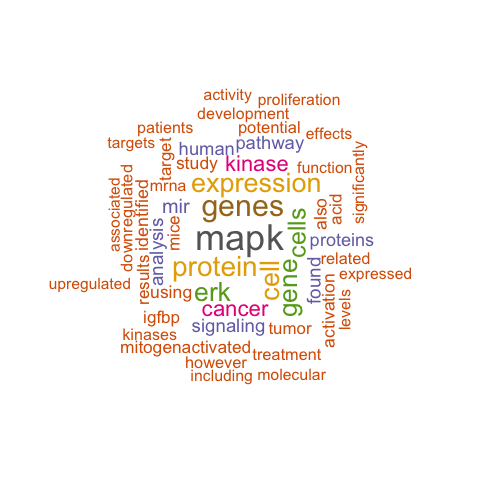 activity
proliferation
development
patients
potential
effects
targets
target
human
pathway
significantly
study
kinase
function
associated
downregulated
identified
mrna
expression
mir
genes
also
acid
results
analysis
mice
mapk
cells
proteins
protein
cell
gene
found
related
expressed
upregulated
using
erk
activation
levels
igfbp
cancer
kinases
signaling
tumor
mitogenactivated
treatment
however
including
molecular